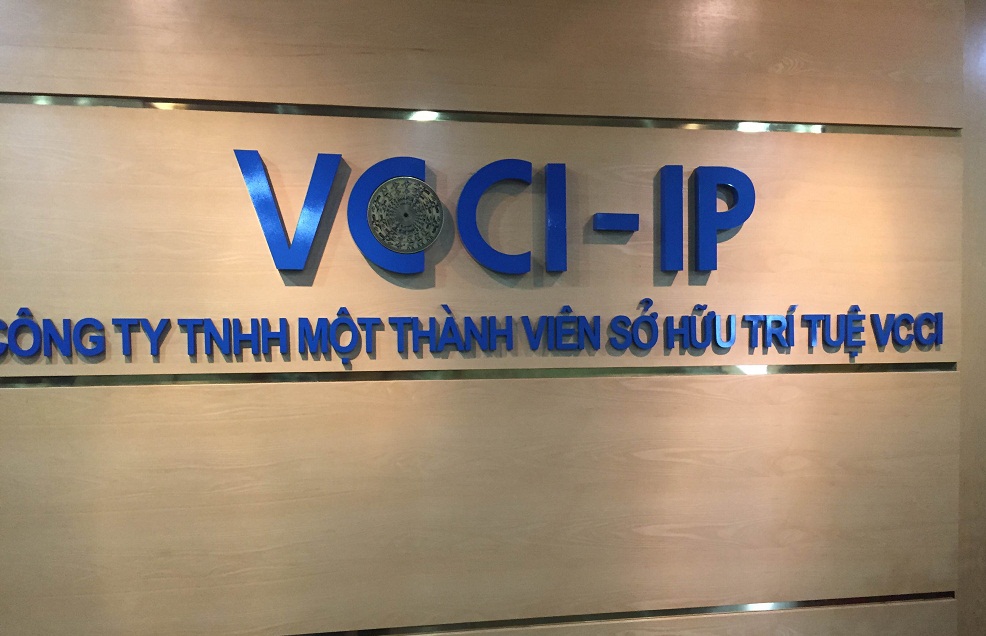 VCCI-IP
CÔNG TY TNHH MỘT THÀNH VIÊN SỞ HỮU TRÍ TUỆ VCCI